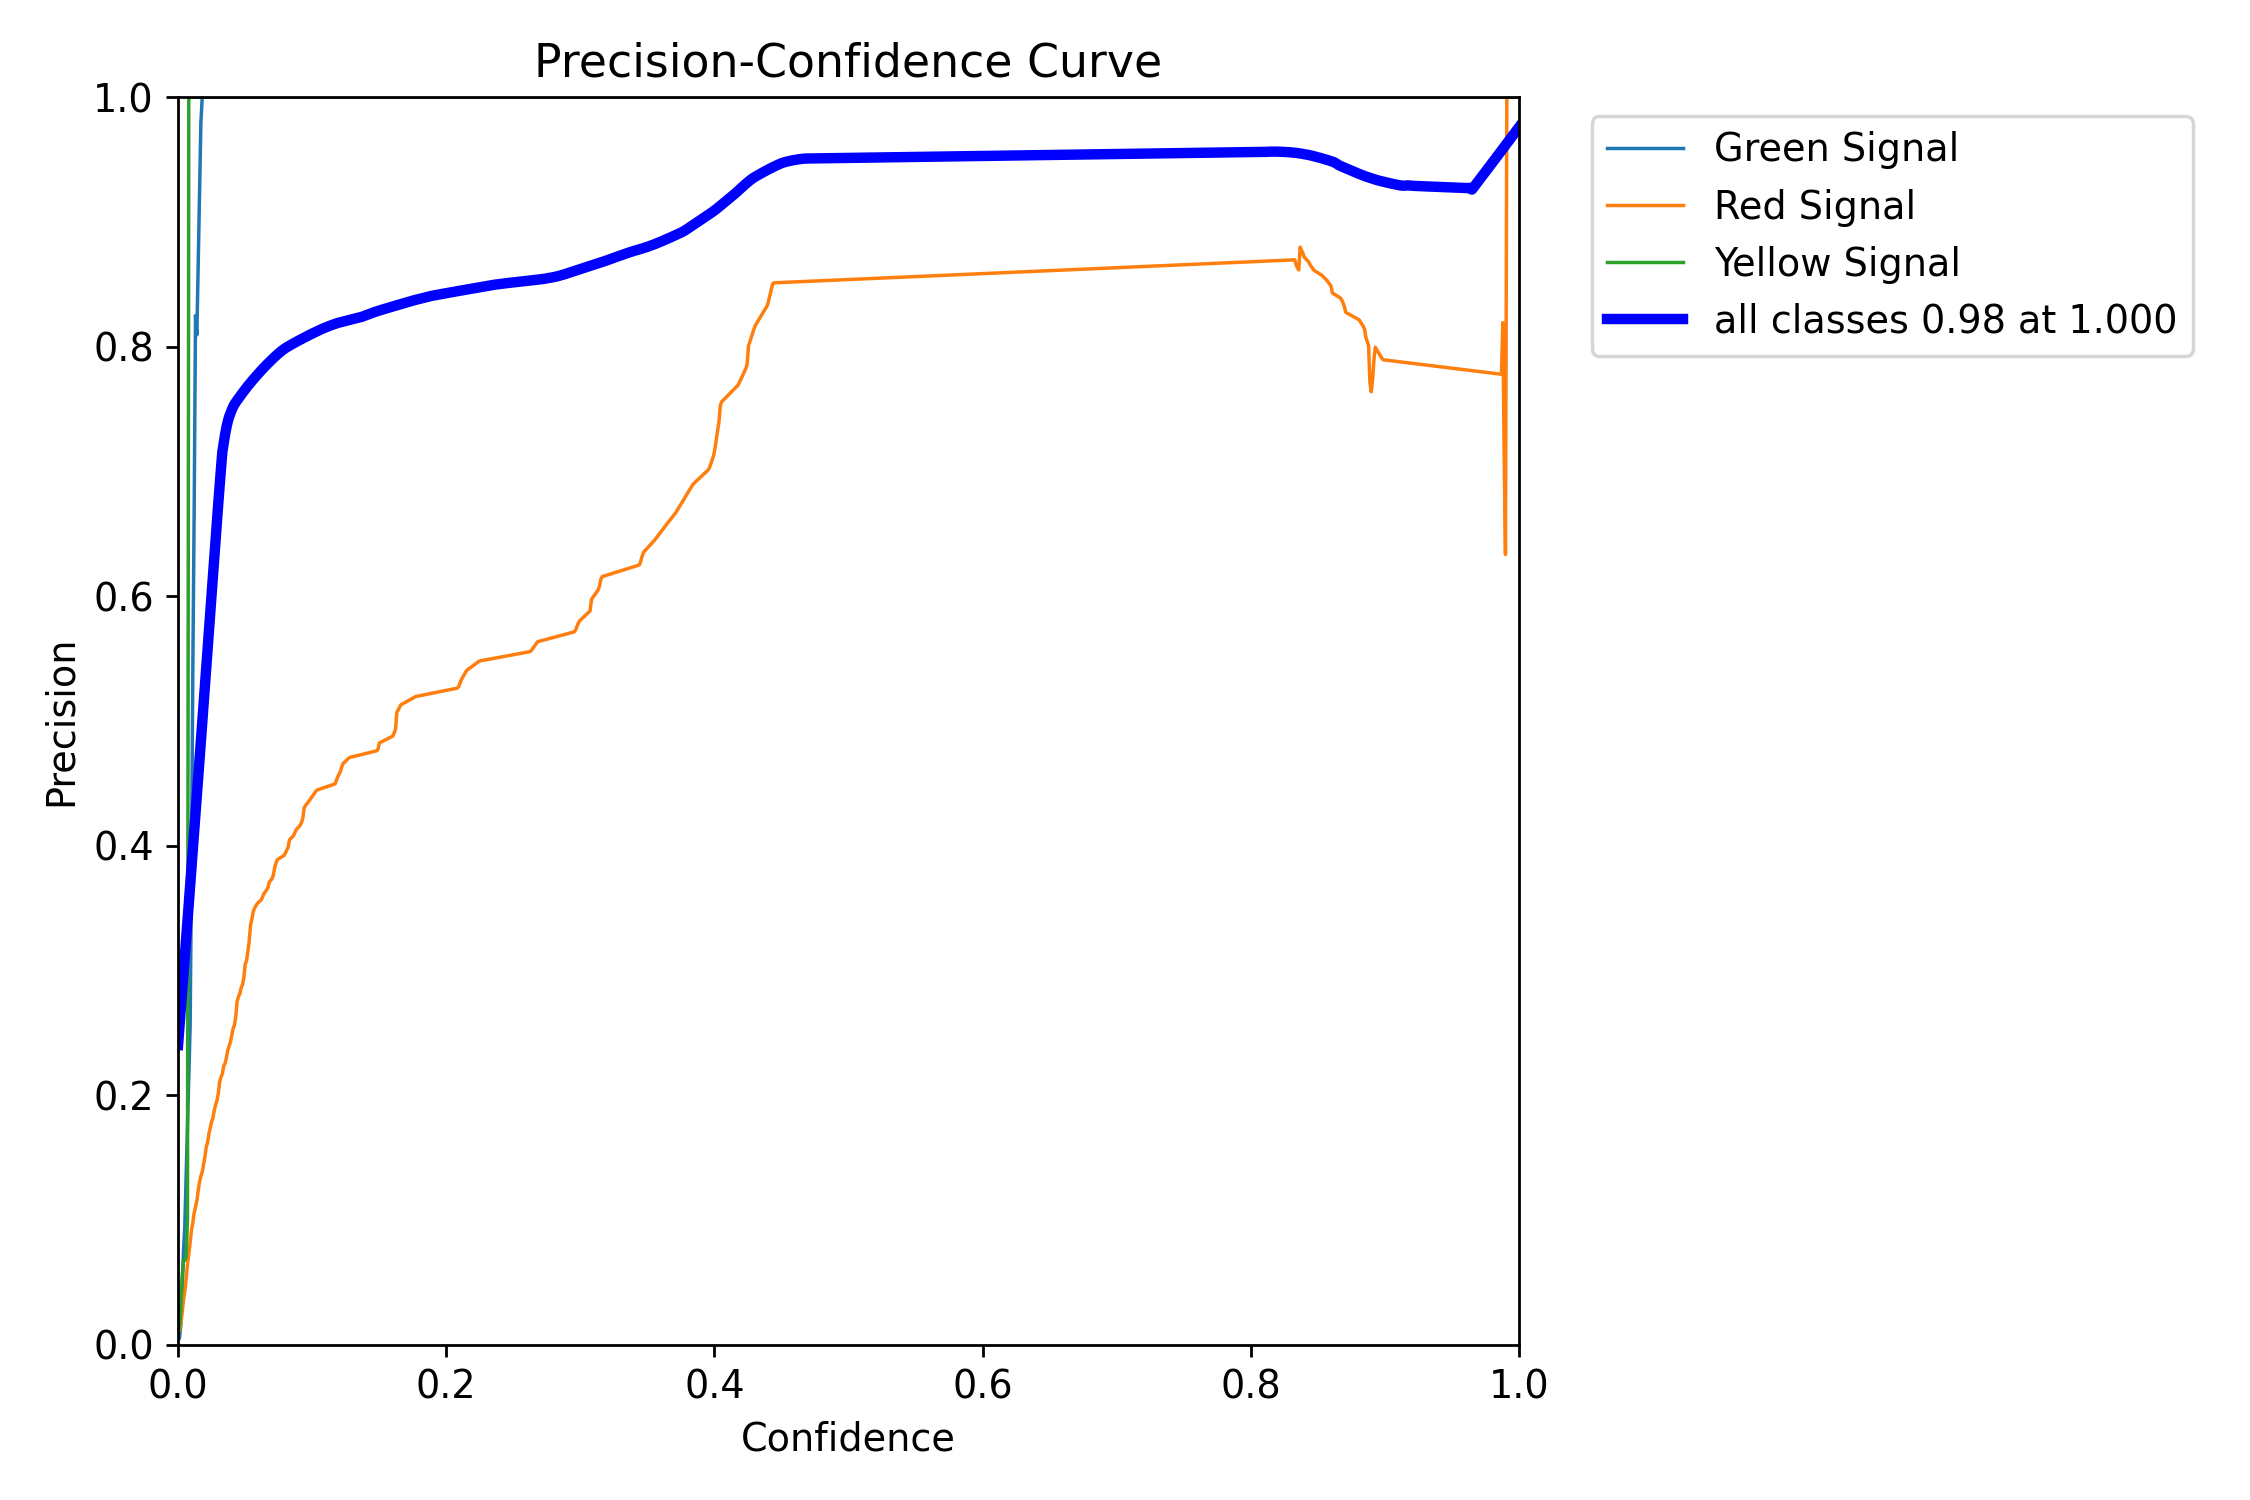 Precision-Confidence Curve
1.0
0.8
0.6
0.4
0.2
0.0
Precision
0.0 0.2 0.4 0.6 0.8 1.0
Confidence
Green Signal
Red Signal
Yellow Signal
all classes 0.98 at 1.000